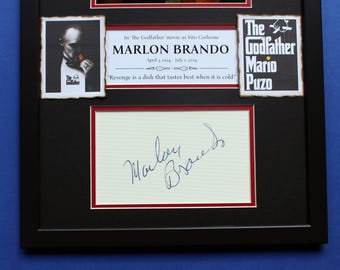 In 'The Godfather' movie as Vito Corleone
MARLON BRANDO
April 3, 1924 - July 1, 2004
"Revenge is a dish that tastes best when it is cold."
The
Godfather
Mario
Puzo
Marlon
Brando